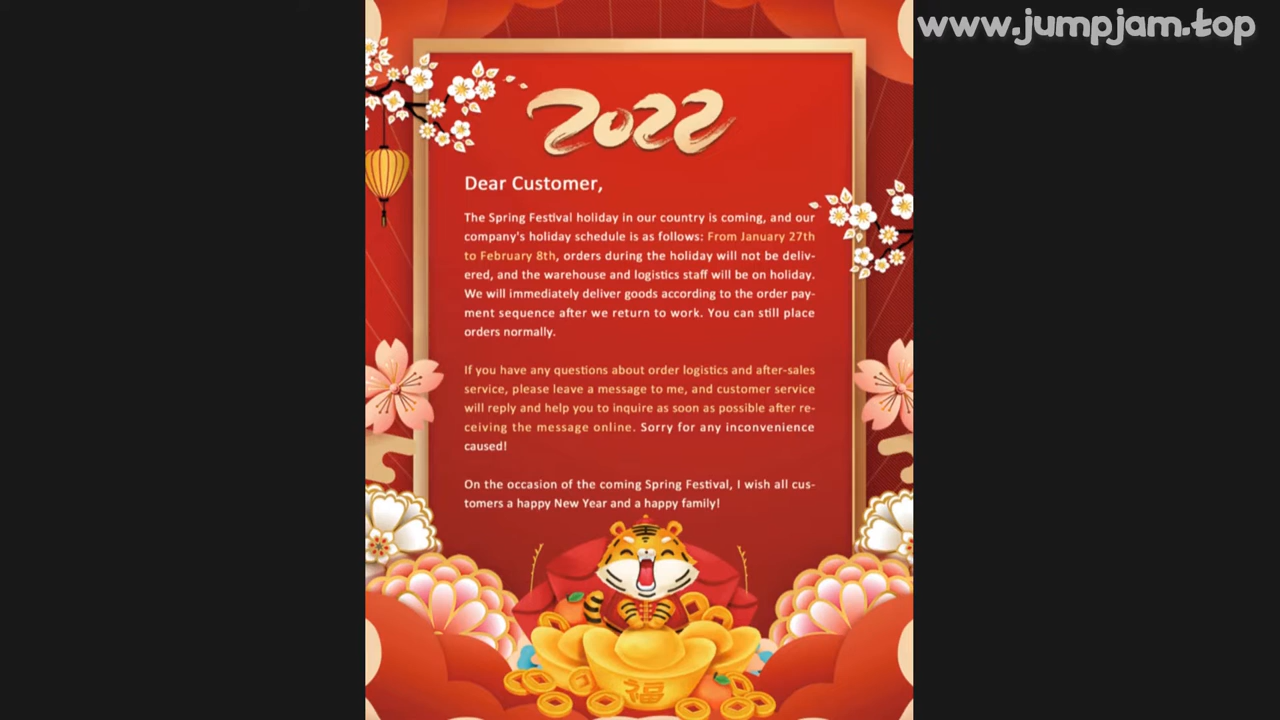 www.jumpjam.top
2022
Dear Customer,
The Spring Festival holiday in our country is coming, and our
company's holiday schedule is as follows: From January 27th
to February 8th, orders during the holiday will not be deliv-
ered, and the warehouse and logistics staff will be on holiday.
We will immediately deliver goods according to the order pay-
ment sequence after we return to work. You can still place
orders normally.
If you have any questions about order logistics and after-sales
service, please leave a message to me, and customer service
will reply and help you to inquire as soon as possible after re-
ceiving the message online. Sorry for any inconvenience
caused!
On the occasion of the coming Spring Festival, I wish all cus-
tomers a happy New Year and a happy family!
福